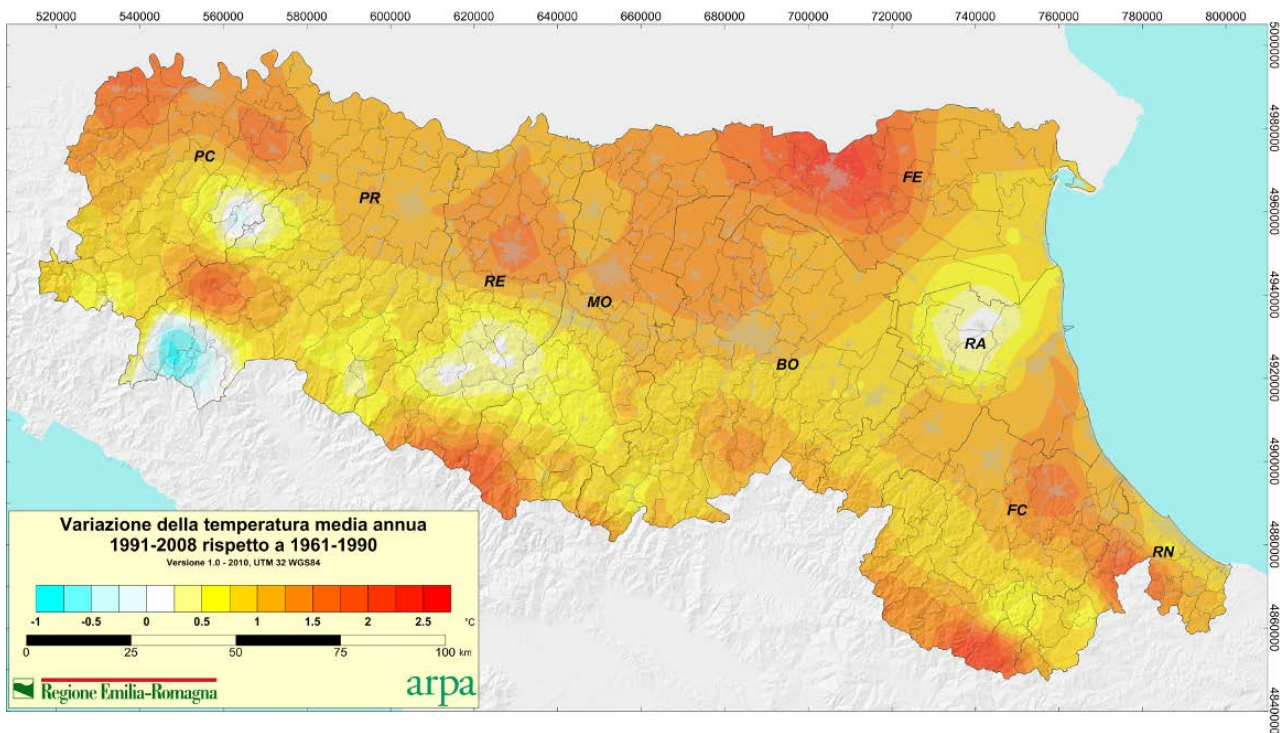 520000 540000 560000 580000 600000 620000 640000 660000 680000 700000 720000 740000 760000 780000 800000
5000000
4980000
4960000
4940000
4920000
4900000
4880000
4860000
4840000
PC
PR
FE
RE
MO
RA
BO
FC
RN
Variazione della temperatura media annua
1991-2008 rispetto a 1961-1990
Versione 1.0 - 2010, UTM 32 WGS84
-1 -0.5 0 0.5 1 1.5 2 2.5 °C
0 25 50 75 100 km
Regione Emilia-Romagna
arpa